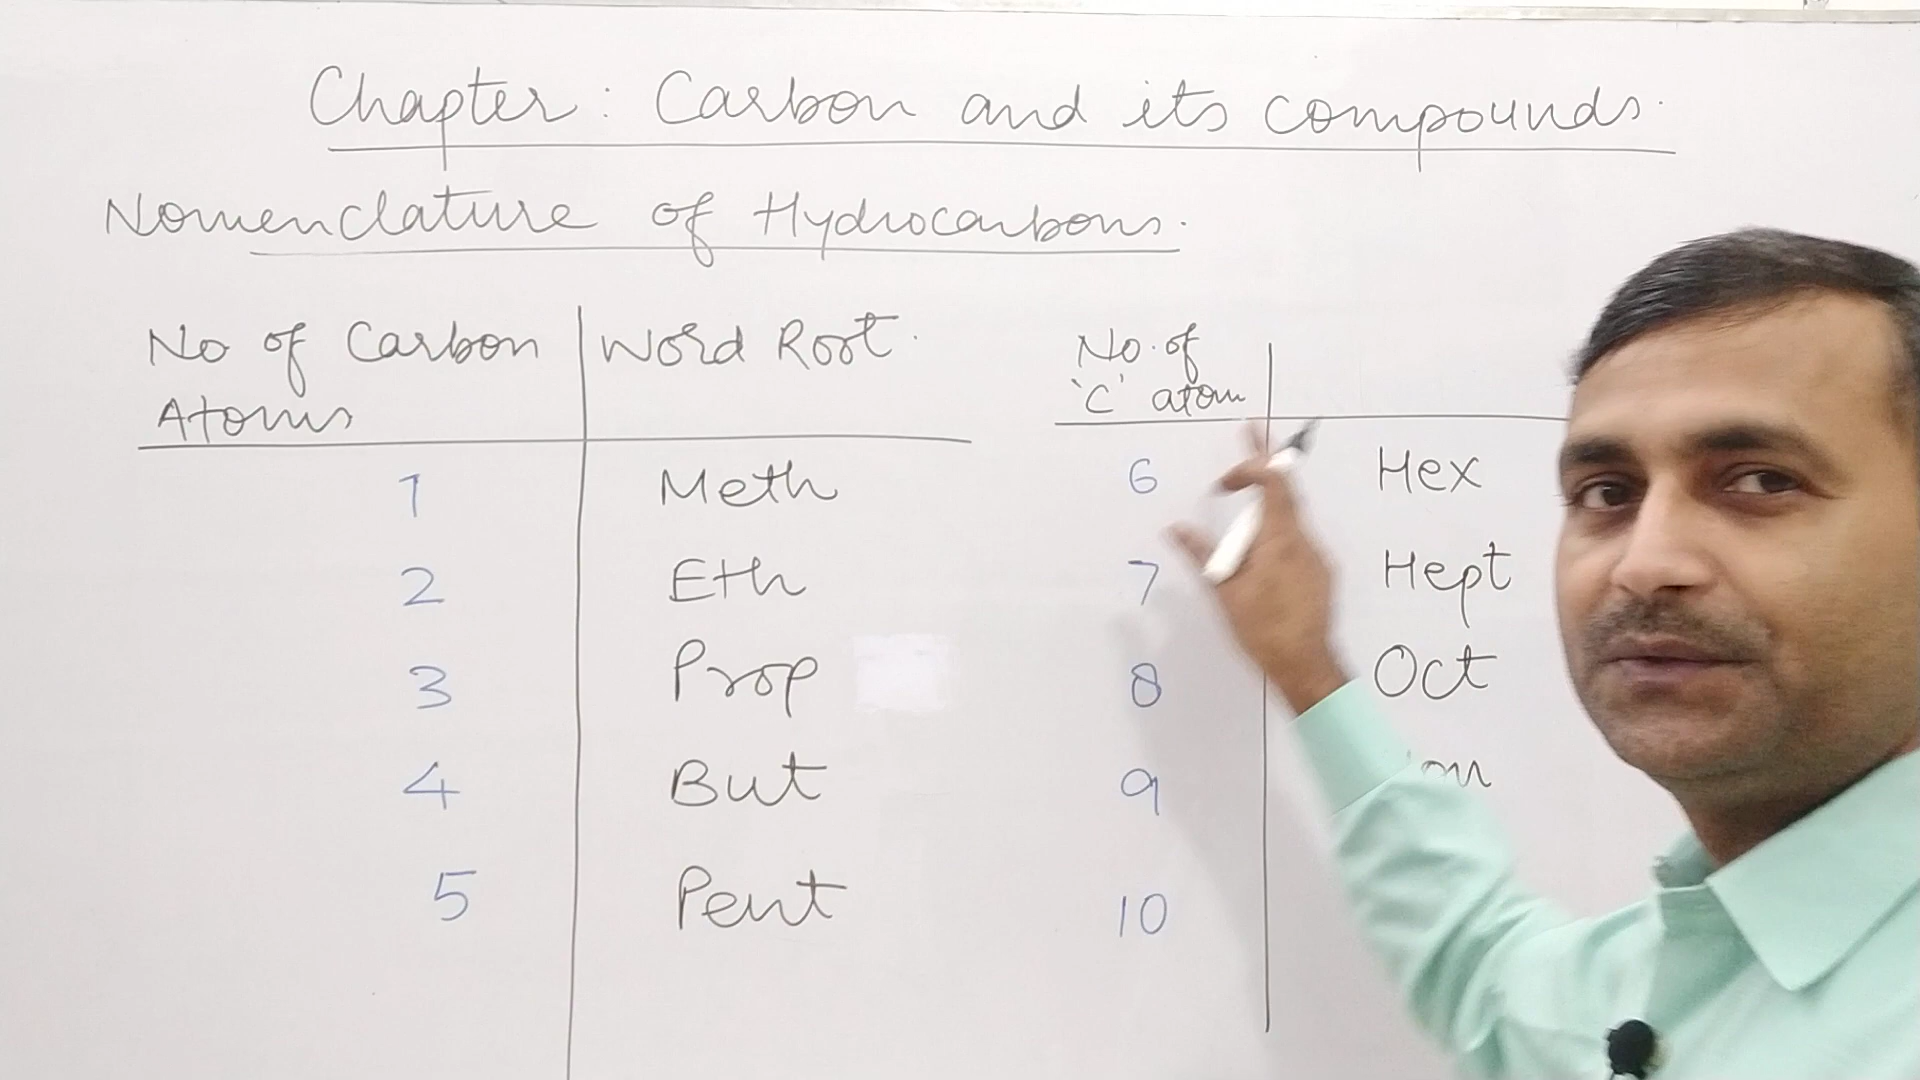 Chapter: Carbon and its compounds.
Nomenclature of Hydrocarbons.
No of Carbon Atoms | Word Root.
1 Meth
2 Eth
3 Prop
4 But
5 Pent
No. of
'C' atom
6 Hex
7 Hept
8 Oct
9
10